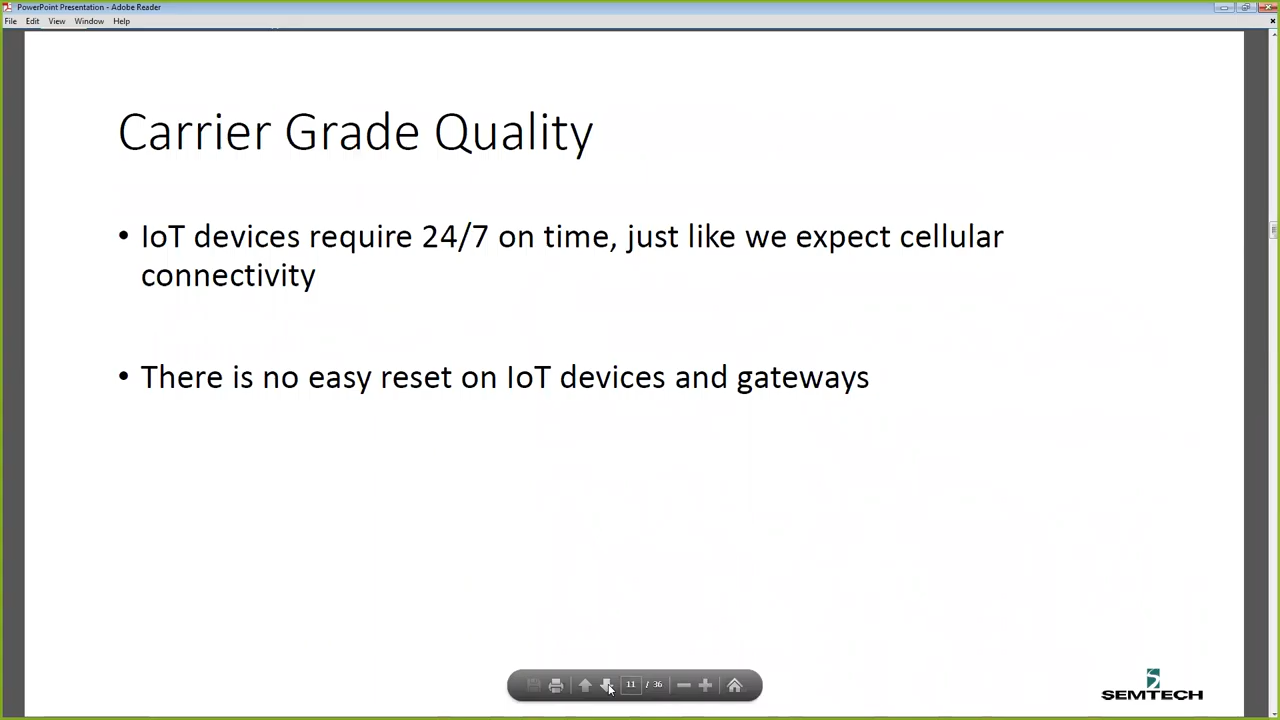 PowerPoint Presentation - Adobe Reader
File Edit View Window Help
Carrier Grade Quality
• IoT devices require 24/7 on time, just like we expect cellular
connectivity
• There is no easy reset on IoT devices and gateways
11 / 36
SEMTECH